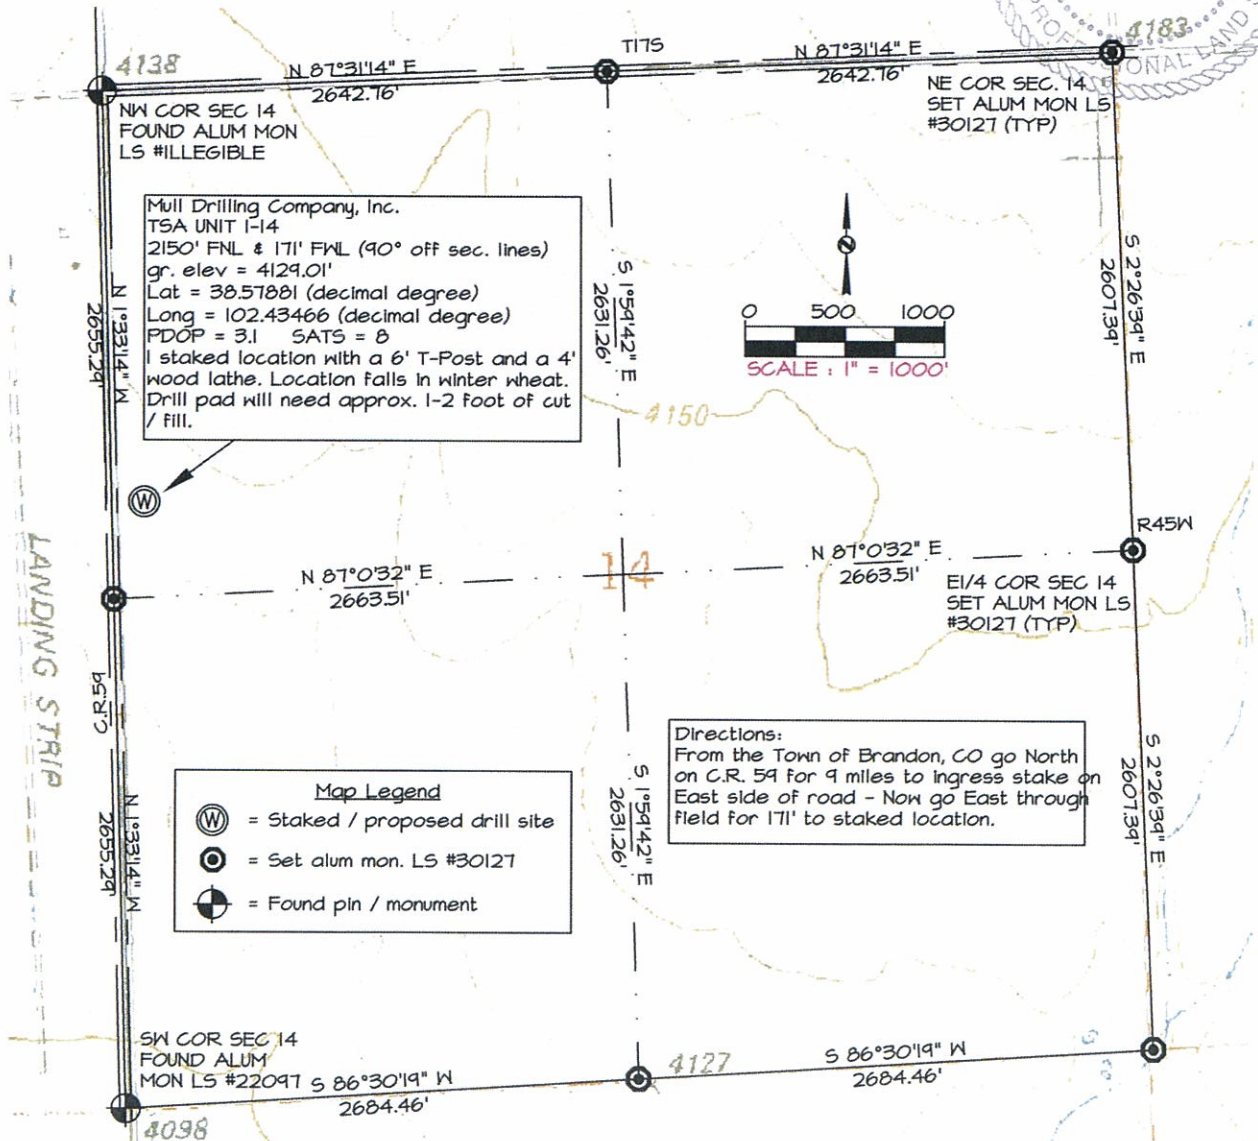 PROFESSIONAL LAND S
4183
4138
N 87°31'14" E
2642.76'
T17S
N 87°31'14" E
2642.76'
NW COR SEC 14
FOUND ALUM MON
LS #ILLEGIBLE
NE COR SEC. 14
SET ALUM MON LS
#30127 (TYP)
Mull Drilling Company, Inc.
TSA UNIT 1-14
2150' FNL & 171' FWL (90° off sec. lines)
gr. elev = 4129.01'
Lat = 38.57881 (decimal degree)
Long = 102.43466 (decimal degree)
PDOP = 3.1 SATS = 8
I staked location with a 6' T-Post and a 4'
wood lathe. Location falls in winter wheat.
Drill pad will need approx. 1-2 foot of cut
/ fill.
N 1°33'14" W
2655.29'
S 1°59'42" E
2631.26'
N
0 500 1000
SCALE : 1" = 1000'
S 2°26'39" E
2607.39'
4150
W
R45W
N 87°0'32" E
2663.51'
14
N 87°0'32" E
2663.51'
E1/4 COR SEC 14
SET ALUM MON LS
#30127 (TYP)
LANDING STRIP
C.R.59
Directions:
From the Town of Brandon, CO go North
on C.R. 59 for 9 miles to ingress stake on
East side of road - Now go East through
field for 171' to staked location.
Map Legend
W = Staked / proposed drill site
= Set alum mon. LS #30127
= Found pin / monument
N 1°33'14" W
2655.29'
S 1°59'42" E
2631.26'
S 2°26'39" E
2607.39'
SW COR SEC 14
FOUND ALUM
MON LS #22097
S 86°30'19" W
2684.46'
4127
S 86°30'19" W
2684.46'
4098